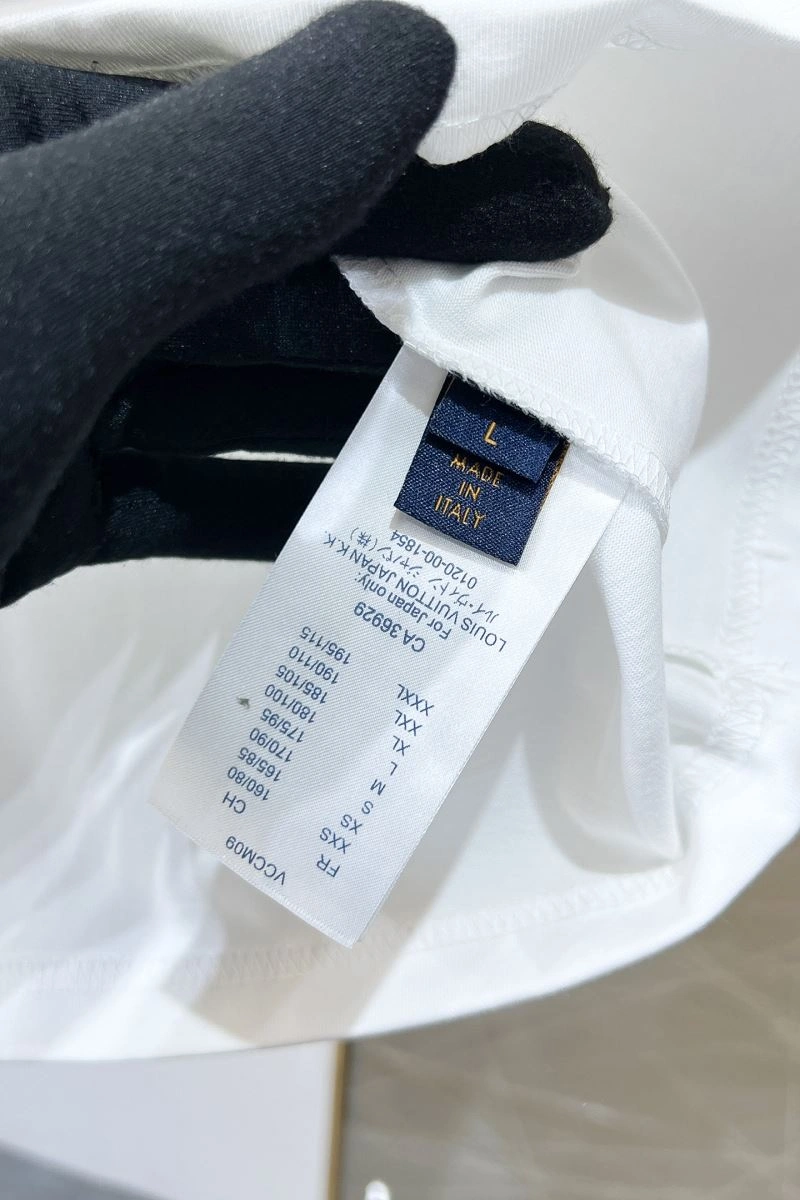 L
MADE
IN
ITALY
VCCM09
FR CH
XXS 160/80
XS 165/85
S 170/90
M 175/95
L 180/100
XL 185/105
XXL 190/110
XXXL 195/115
CA 36929
For Japan only:
LOUIS VUITTON JAPAN K.K.
ルイ・ヴィトン ジャパン(株)
0120-00-1854